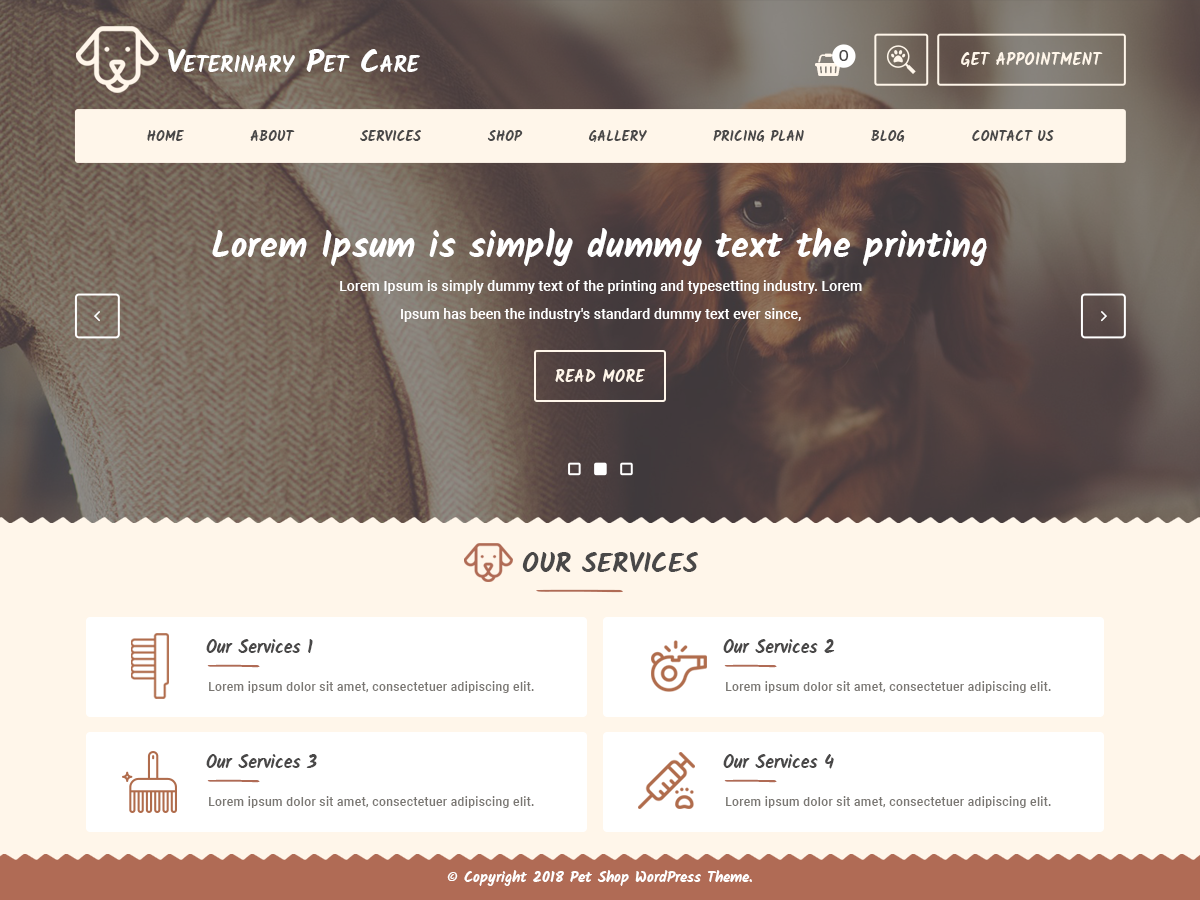 Veterinary Pet Care
0
GET APPOINTMENT
HOME ABOUT SERVICES SHOP GALLERY PRICING PLAN BLOG CONTACT US
Lorem Ipsum is simply dummy text the printing
Lorem Ipsum is simply dummy text of the printing and typesetting industry. Lorem
Ipsum has been the industry's standard dummy text ever since,
READ MORE
OUR SERVICES
Our Services 1
Lorem ipsum dolor sit amet, consectetuer adipiscing elit.
Our Services 2
Lorem ipsum dolor sit amet, consectetuer adipiscing elit.
Our Services 3
Lorem ipsum dolor sit amet, consectetuer adipiscing elit.
Our Services 4
Lorem ipsum dolor sit amet, consectetuer adipiscing elit.
© Copyright 2018 Pet Shop WordPress Theme.